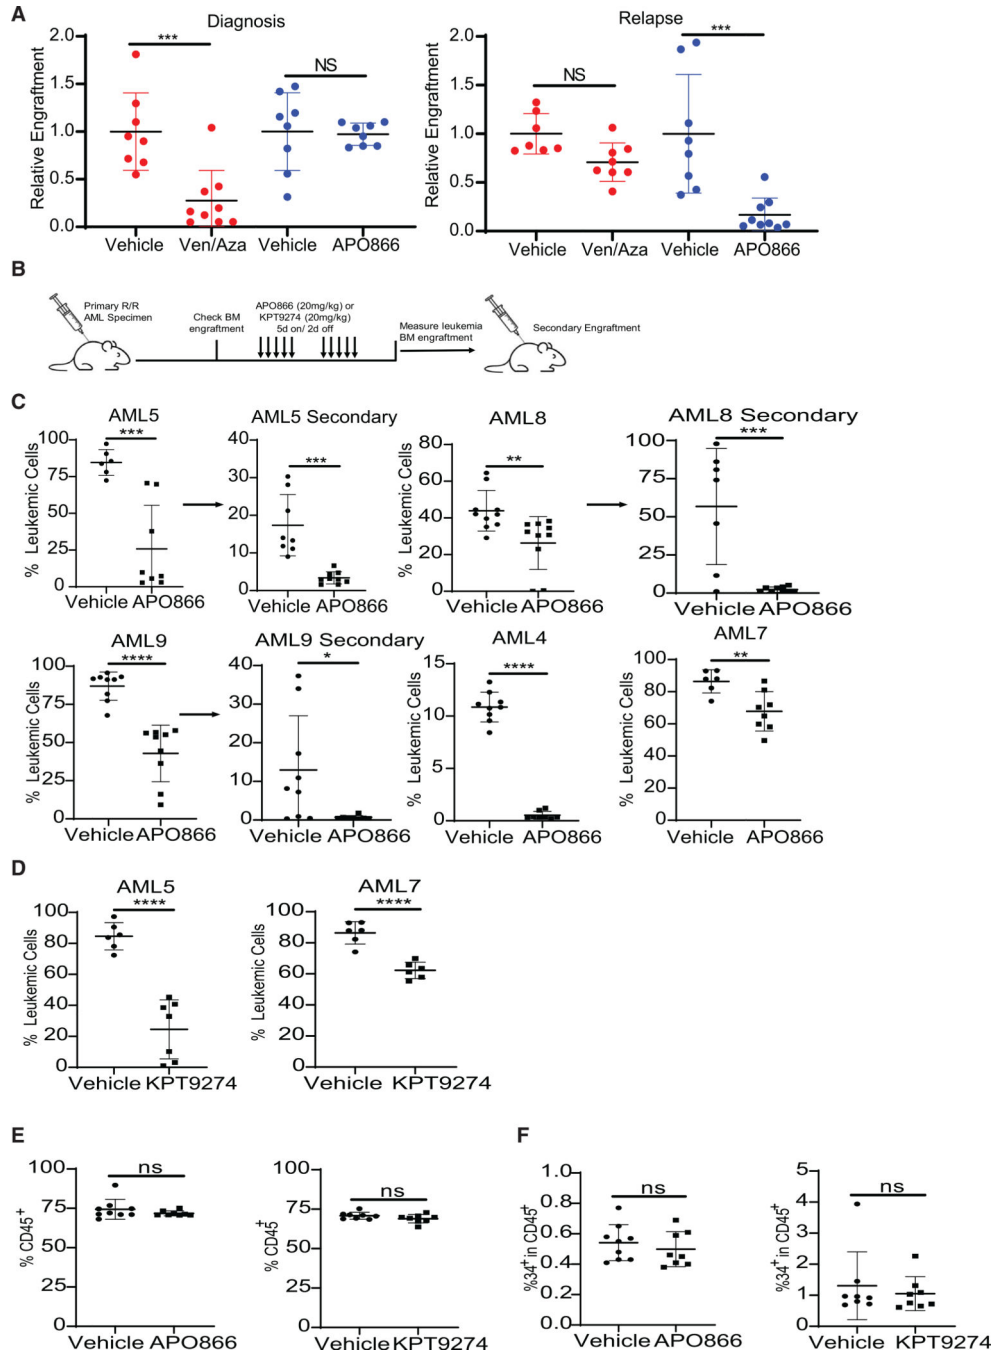 A
Diagnosis
Relapse
Relative Engraftment
2.0
1.5
1.0
0.5
0.0
***
NS
Vehicle
Ven/Aza
Vehicle
APO866
Relative Engraftment
2.0
1.5
1.0
0.5
0.0
NS
***
Vehicle
Ven/Aza
Vehicle
APO866
B
Primary R/R
AML Specimen
Check BM
engraftment
APO866 (20mg/kg) or
KPT9274 (20mg/kg)
5d on/ 2d off
Measure leukemia
BM engraftment
Secondary Engraftment
C
AML5
% Leukemic Cells
100
75
50
25
0
***
Vehicle APO866
AML5 Secondary
% Leukemic Cells
40
30
20
10
0
***
Vehicle APO866
AML8
% Leukemic Cells
60
40
20
0
**
Vehicle APO866
AML8 Secondary
% Leukemic Cells
100
75
50
25
0
***
Vehicle APO866
AML9
% Leukemic Cells
100
75
50
25
0
****
Vehicle APO866
AML9 Secondary
% Leukemic Cells
40
30
20
10
0
*
Vehicle APO866
AML4
% Leukemic Cells
15
10
5
0
****
Vehicle APO866
AML7
% Leukemic Cells
100
80
60
40
20
0
**
Vehicle APO866
D
AML5
% Leukemic Cells
100
80
60
40
20
0
****
Vehicle KPT9274
AML7
% Leukemic Cells
100
80
60
40
20
0
****
Vehicle KPT9274
E
% CD45+
100
75
50
25
0
ns
Vehicle APO866
% CD45+
100
75
50
25
0
ns
Vehicle KPT9274
F
%34+ in CD45+
1.0
0.8
0.6
0.4
0.2
0.0
ns
Vehicle APO866
%34+ in CD45+
5
4
3
2
1
0
ns
Vehicle KPT9274